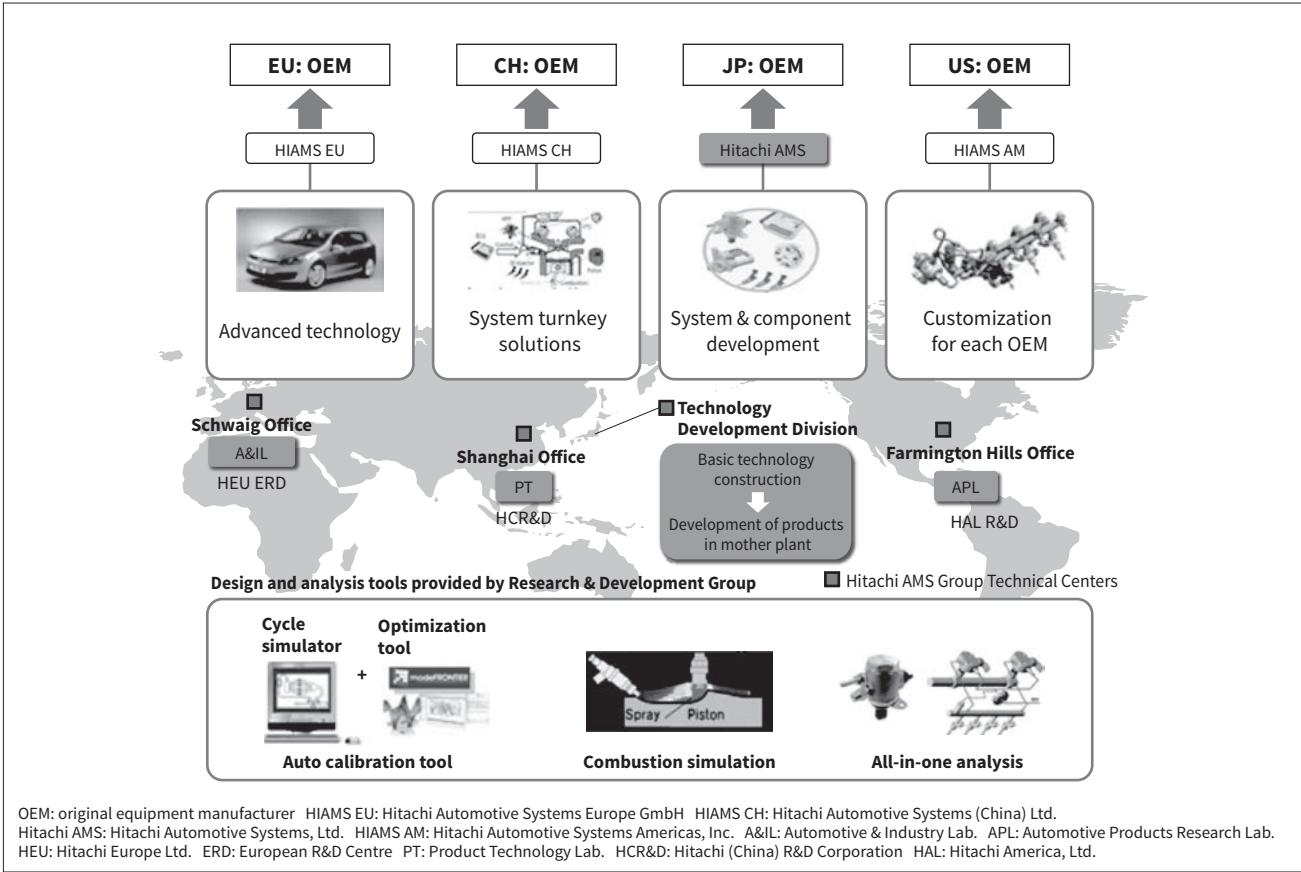 EU: OEM
CH: OEM
JP: OEM
US: OEM
HIAMS EU
HIAMS CH
Hitachi AMS
HIAMS AM
Advanced technology
System turnkey
solutions
System & component
development
Customization
for each OEM
Schwaig Office
A&IL
HEU ERD
Shanghai Office
PT
HCR&D
Technology
Development Division
Basic technology
construction
Development of products
in mother plant
Farmington Hills Office
APL
HAL R&D
Design and analysis tools provided by Research & Development Group
Hitachi AMS Group Technical Centers
Cycle
simulator
+
Optimization
tool
modeFRONTIER
Auto calibration tool
Spray Piston
Combustion simulation
All-in-one analysis
OEM: original equipment manufacturer HIAMS EU: Hitachi Automotive Systems Europe GmbH HIAMS CH: Hitachi Automotive Systems (China) Ltd.
Hitachi AMS: Hitachi Automotive Systems, Ltd. HIAMS AM: Hitachi Automotive Systems Americas, Inc. A&IL: Automotive & Industry Lab. APL: Automotive Products Research Lab.
HEU: Hitachi Europe Ltd. ERD: European R&D Centre PT: Product Technology Lab. HCR&D: Hitachi (China) R&D Corporation HAL: Hitachi America, Ltd.